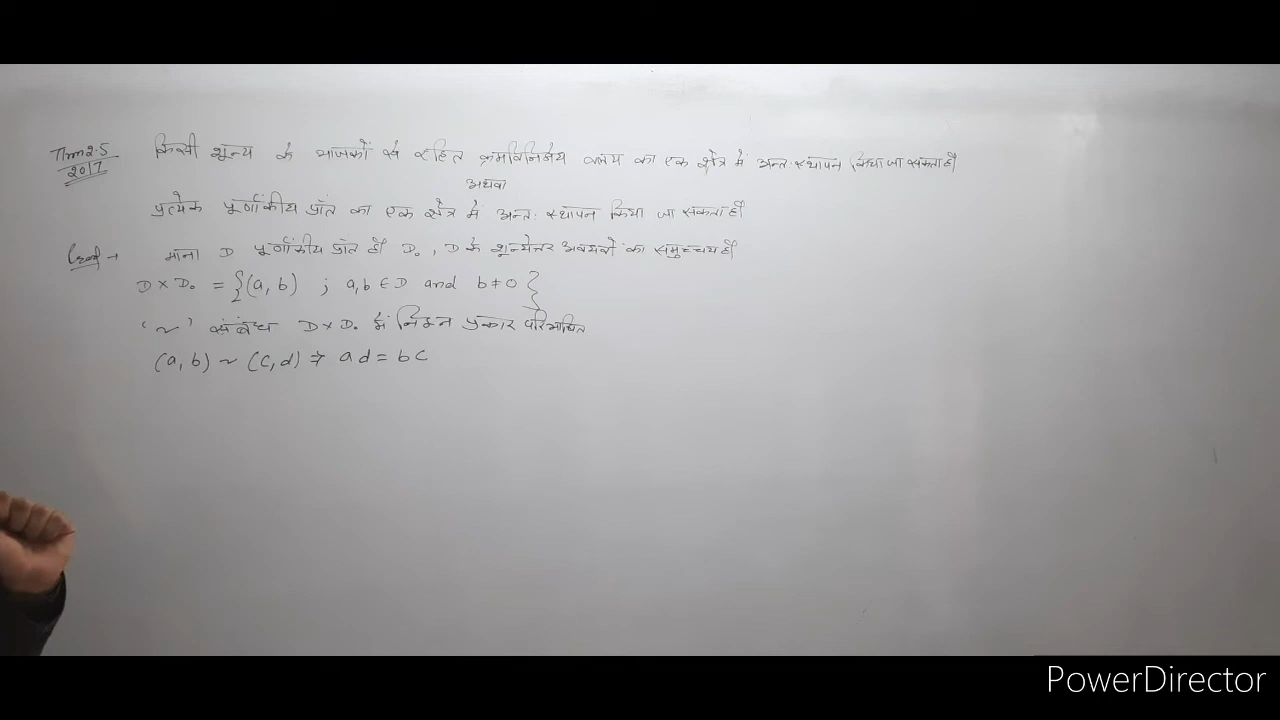 Thm 2.5 किसी शून्य के भाजकों से रहित क्रमविनिमेय वलय का एक क्षेत्र में अन्तःस्थापन किया जा सकता है
2017
अथवा
प्रत्येक पूर्णांकीय प्रांत का एक क्षेत्र में अन्तः स्थापन किया जा सकता है
Proof → माना D पूर्णांकीय प्रांत है D₀, D के शून्येत्तर अवयवों का समुच्चय है
D × D₀ = {(a, b) ; a,b ∈ D and b ≠ 0}
'~' संबंध D×D₀ में निम्न प्रकार परिभाषित
(a, b) ~ (c, d) ⇒ ad = bc
PowerDirector